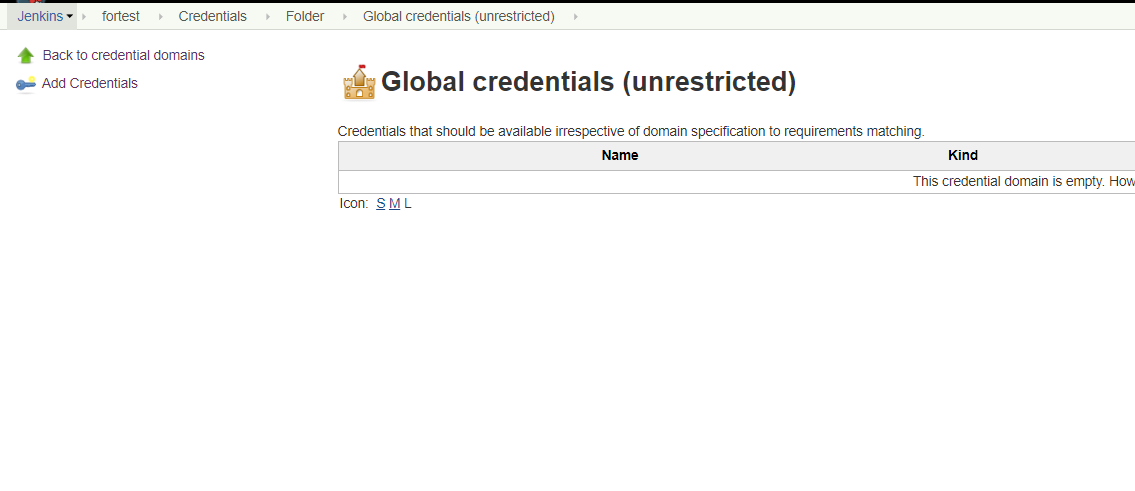 Jenkins fortest Credentials Folder Global credentials (unrestricted)
Back to credential domains
Add Credentials
Global credentials (unrestricted)
Credentials that should be available irrespective of domain specification to requirements matching.
Name Kind
This credential domain is empty. How
Icon: S M L